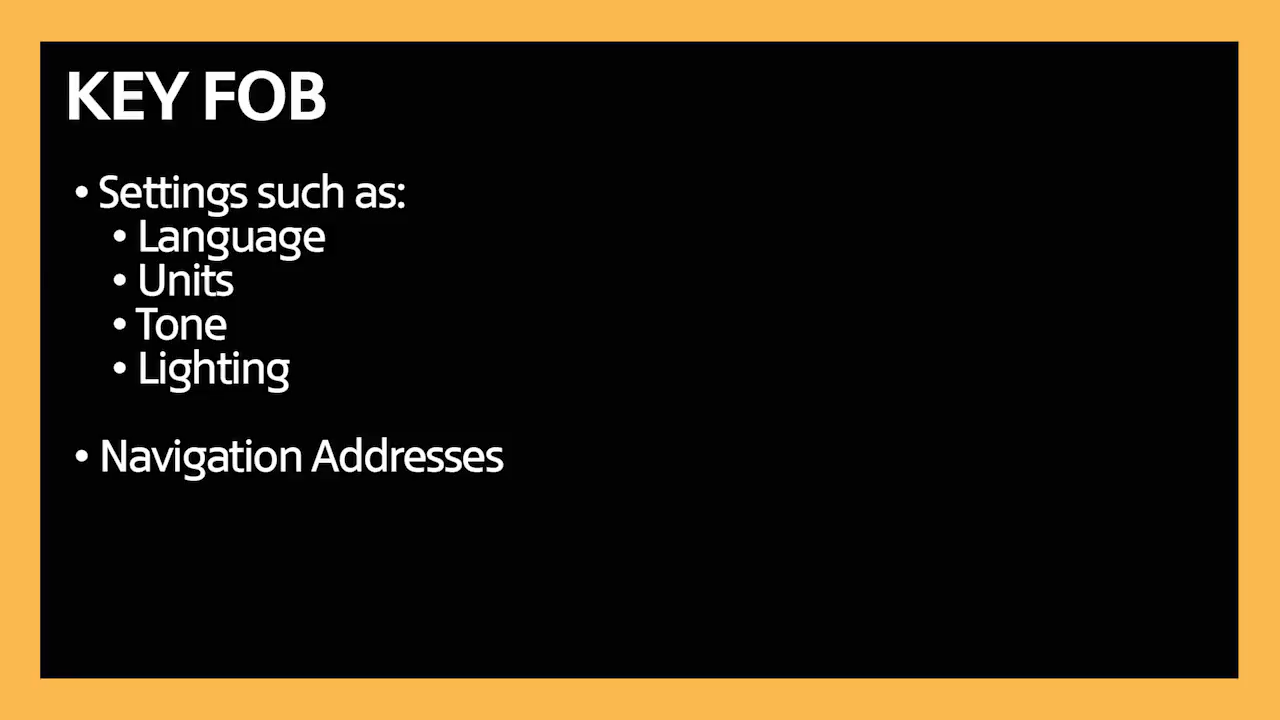 KEY FOB
• Settings such as:
• Language
• Units
• Tone
• Lighting
• Navigation Addresses